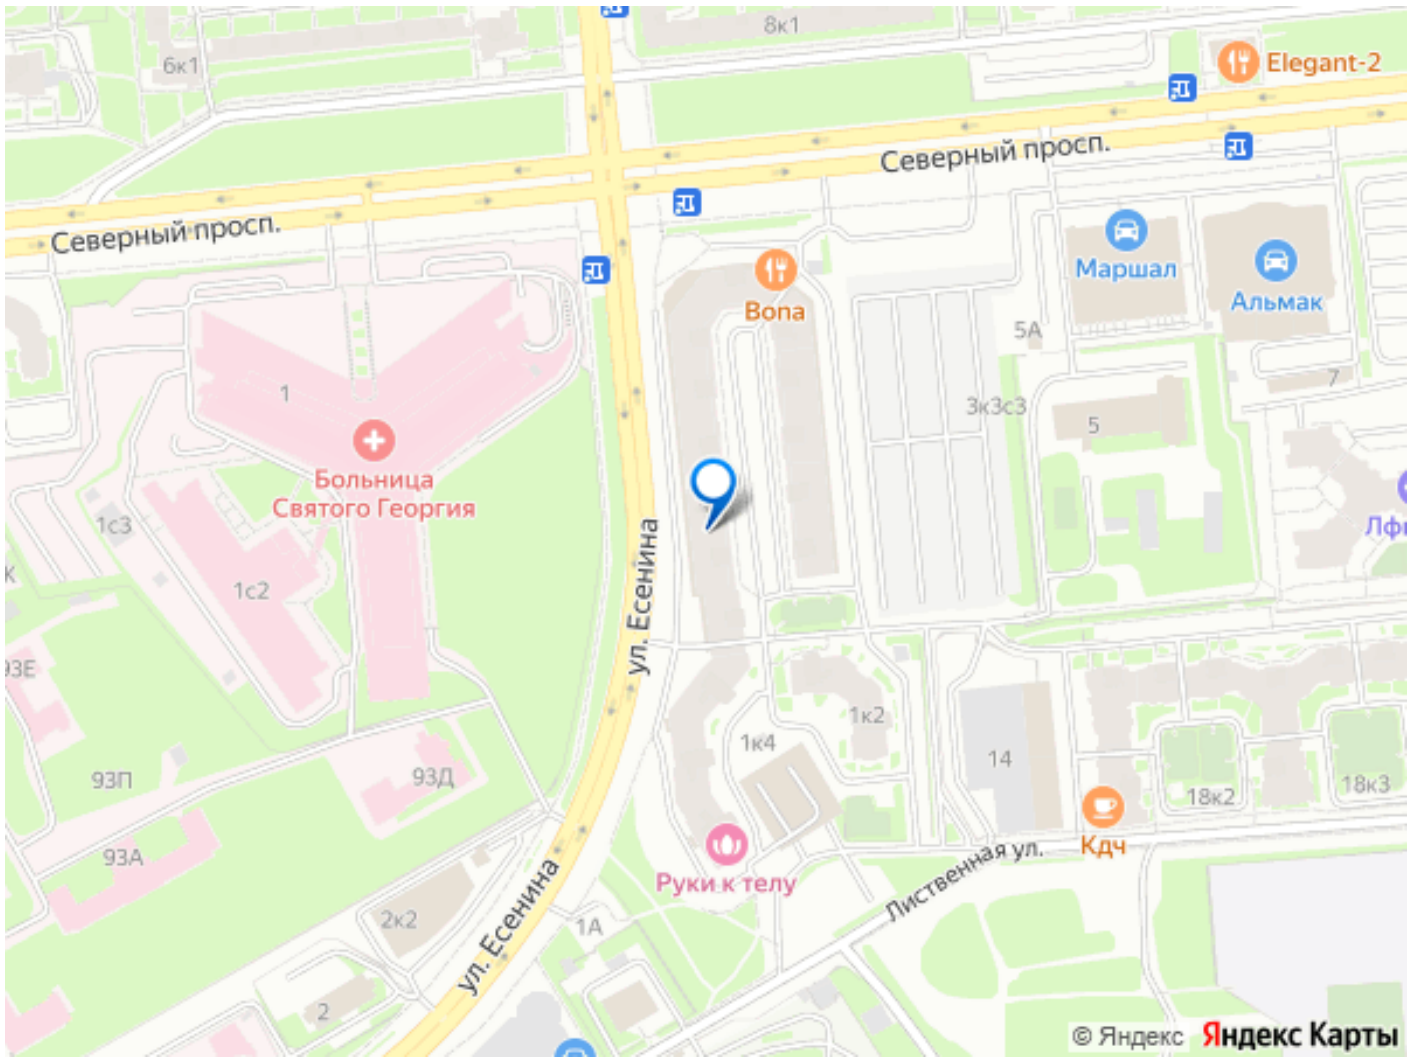 8к1
6к1
Elegant-2
Северный просп.
Северный просп.
Маршал
Альмак
Bona
5А
7
1
3к3с3
5
Больница
Святого Георгия
1с3
1с2
ул. Есенина
93Е
1к2
1к4
14
93П
93Д
18к2
18к3
Кдч
93А
Руки к телу
Лиственная ул.
2к2
ул. Есенина
1А
2
© Яндекс Яндекс Карты